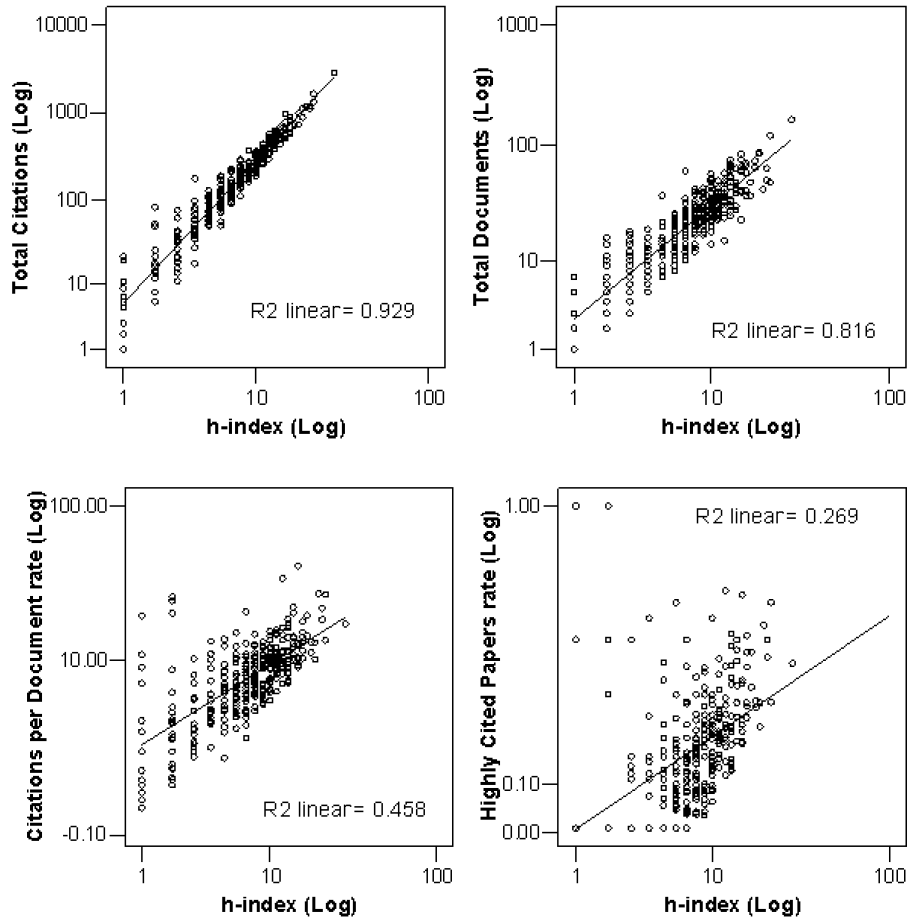 Total Citations (Log)
10000
1000
100
10
1
R2 linear= 0.929
1
10
100
h-index (Log)
Total Documents (Log)
1000
100
10
1
R2 linear= 0.816
1
10
100
h-index (Log)
Citations per Document rate (Log)
100.00
10.00
-0.10
R2 linear= 0.458
1
10
100
h-index (Log)
Highly Cited Papers rate (Log)
1.00
0.10
0.00
R2 linear= 0.269
1
10
100
h-index (Log)